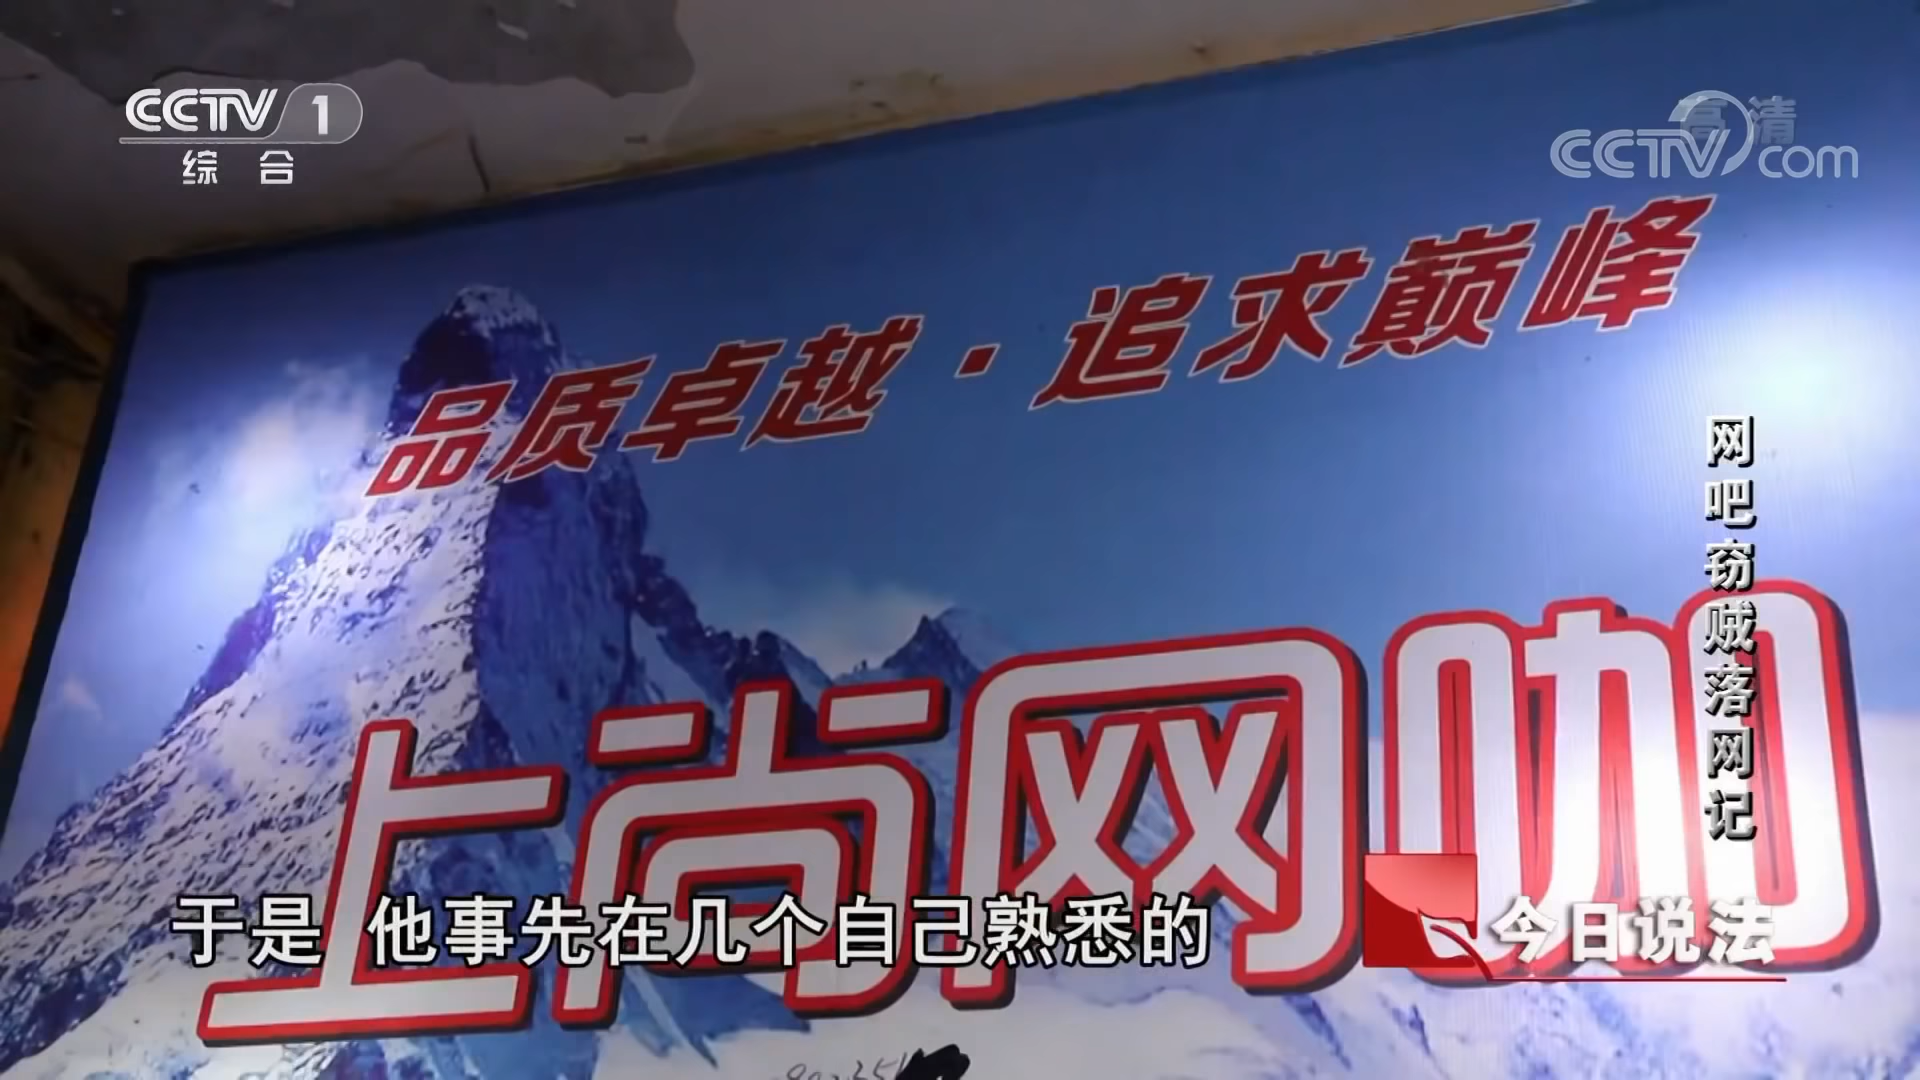 CCTV 1
综合
高清
CCTV.com
品质卓越·追求巅峰
上尚网咖
网吧窃贼落网记
于是 他事先在几个自己熟悉的
今日说法